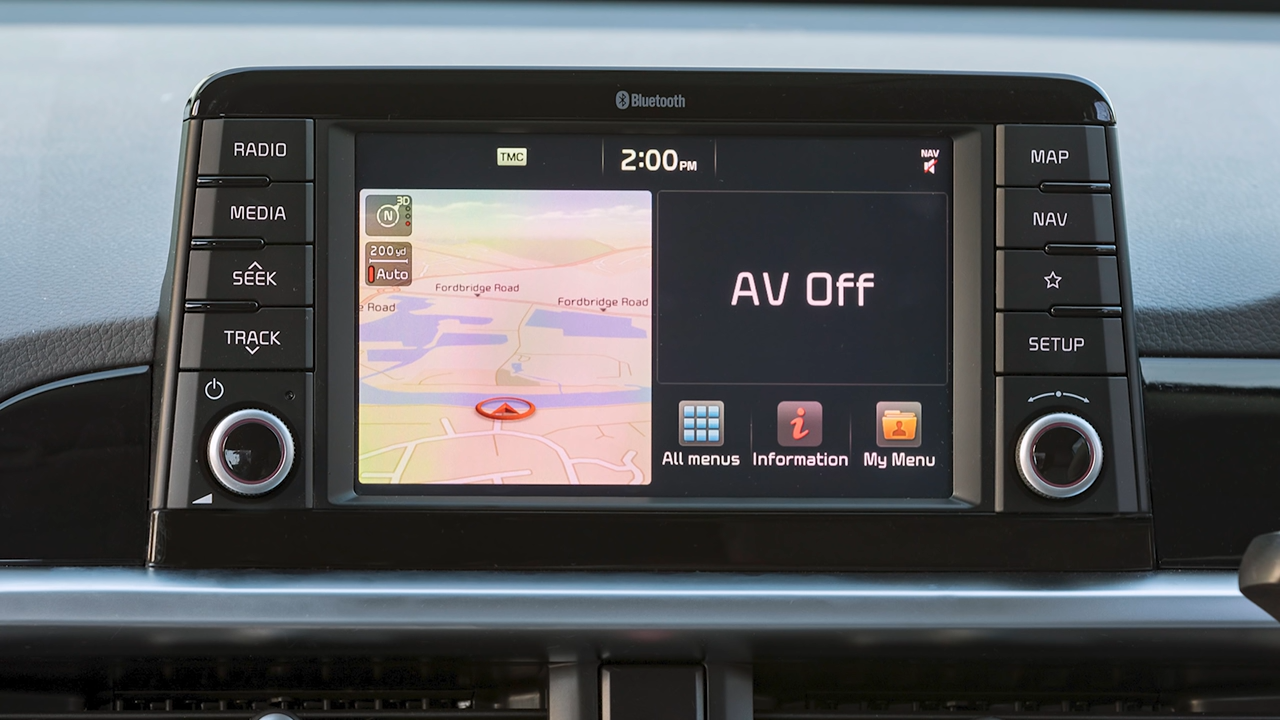 Bluetooth
RADIO
MEDIA
SEEK
TRACK
TMC
2:00PM
NAV
3D
N
200yd
Auto
Fordbridge Road
Fordbridge Road
e Road
AV Off
All menus
Information
My Menu
MAP
NAV
SETUP